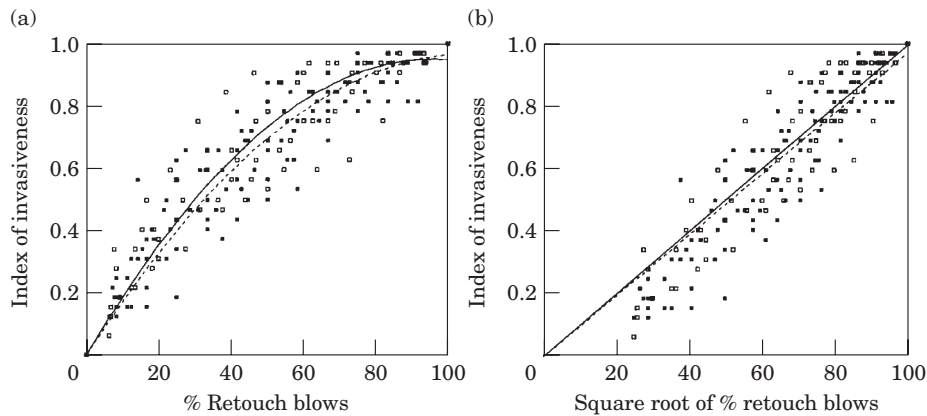 (a)
Index of invasiveness
1.0
0.8
0.6
0.4
0.2
0 20 40 60 80 100
% Retouch blows
(b)
Index of invasiveness
1.0
0.8
0.6
0.4
0.2
0 20 40 60 80 100
Square root of % retouch blows